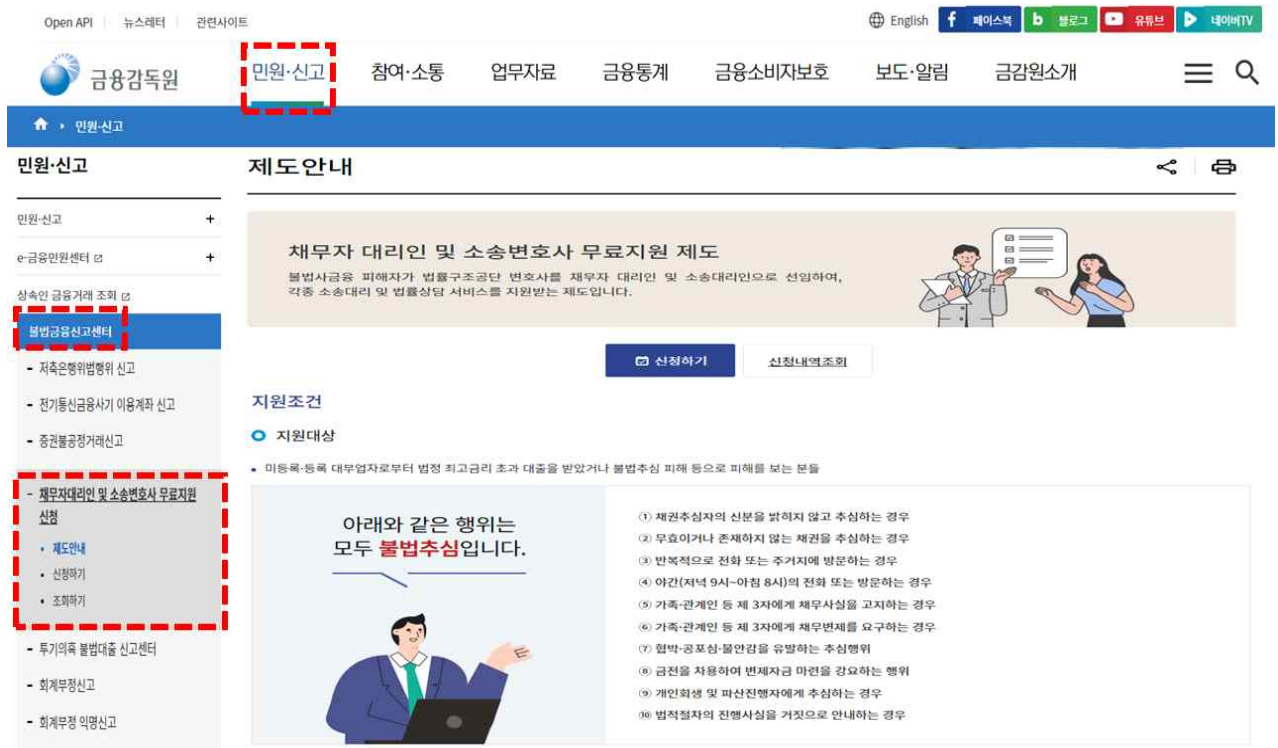 Open API 뉴스레터 관련사이트
English 페이스북 블로그 유튜브 네이버TV
금융감독원
민원·신고 참여·소통 업무자료 금융통계 금융소비자보호 보도·알림 금감원소개
민원·신고
민원·신고
민원·신고
e-금융민원센터
상속인 금융거래 조회
불법금융신고센터
- 저축은행위법행위 신고
- 전기통신금융사기 이용계좌 신고
- 증권불공정거래신고
- 채무자대리인 및 소송변호사 무료지원
신청
• 제도안내
• 신청하기
• 조회하기
- 투기의혹 불법대출 신고센터
- 회계부정신고
- 회계부정 익명신고
제도안내
채무자 대리인 및 소송변호사 무료지원 제도
불법사금융 피해자가 법률구조공단 변호사를 채무자 대리인 및 소송대리인으로 선임하여,
각종 소송대리 및 법률상담 서비스를 지원받는 제도입니다.
신청하기 신청내역조회
지원조건
지원대상
• 미등록·등록 대부업자로부터 법정 최고금리 초과 대출을 받았거나 불법추심 피해 등으로 피해를 보는 분들
아래와 같은 행위는
모두 불법추심입니다.
① 채권추심자의 신분을 밝히지 않고 추심하는 경우
② 무효이거나 존재하지 않는 채권을 추심하는 경우
③ 반복적으로 전화 또는 주거지에 방문하는 경우
④ 야간(저녁 9시~아침 8시)의 전화 또는 방문하는 경우
⑤ 가족·관계인 등 제 3자에게 채무사실을 고지하는 경우
⑥ 가족·관계인 등 제 3자에게 채무변제를 요구하는 경우
⑦ 협박·공포심·불안감을 유발하는 추심행위
⑧ 금전을 차용하여 변제자금 마련을 강요하는 행위
⑨ 개인회생 및 파산진행자에게 추심하는 경우
⑩ 법적절차의 진행사실을 거짓으로 안내하는 경우